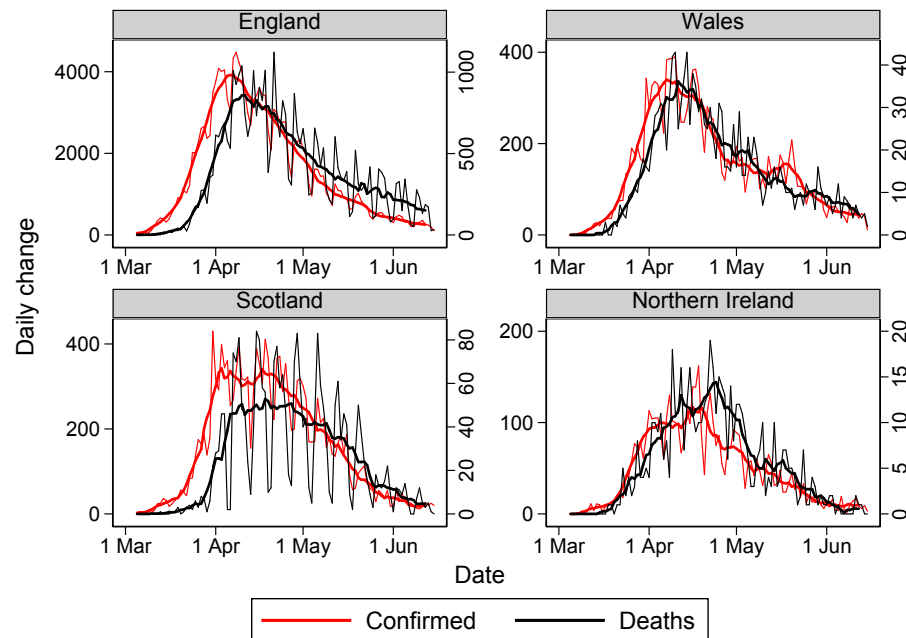 England
Wales
4000
2000
0
1000
500
0
1 Mar
1 Apr
1 May
1 Jun
400
200
0
40
30
20
10
0
1 Mar
1 Apr
1 May
1 Jun
Scotland
Northern Ireland
400
200
0
80
60
40
20
0
1 Mar
1 Apr
1 May
1 Jun
200
100
0
20
15
10
5
0
1 Mar
1 Apr
1 May
1 Jun
Daily change
Date
Confirmed
Deaths